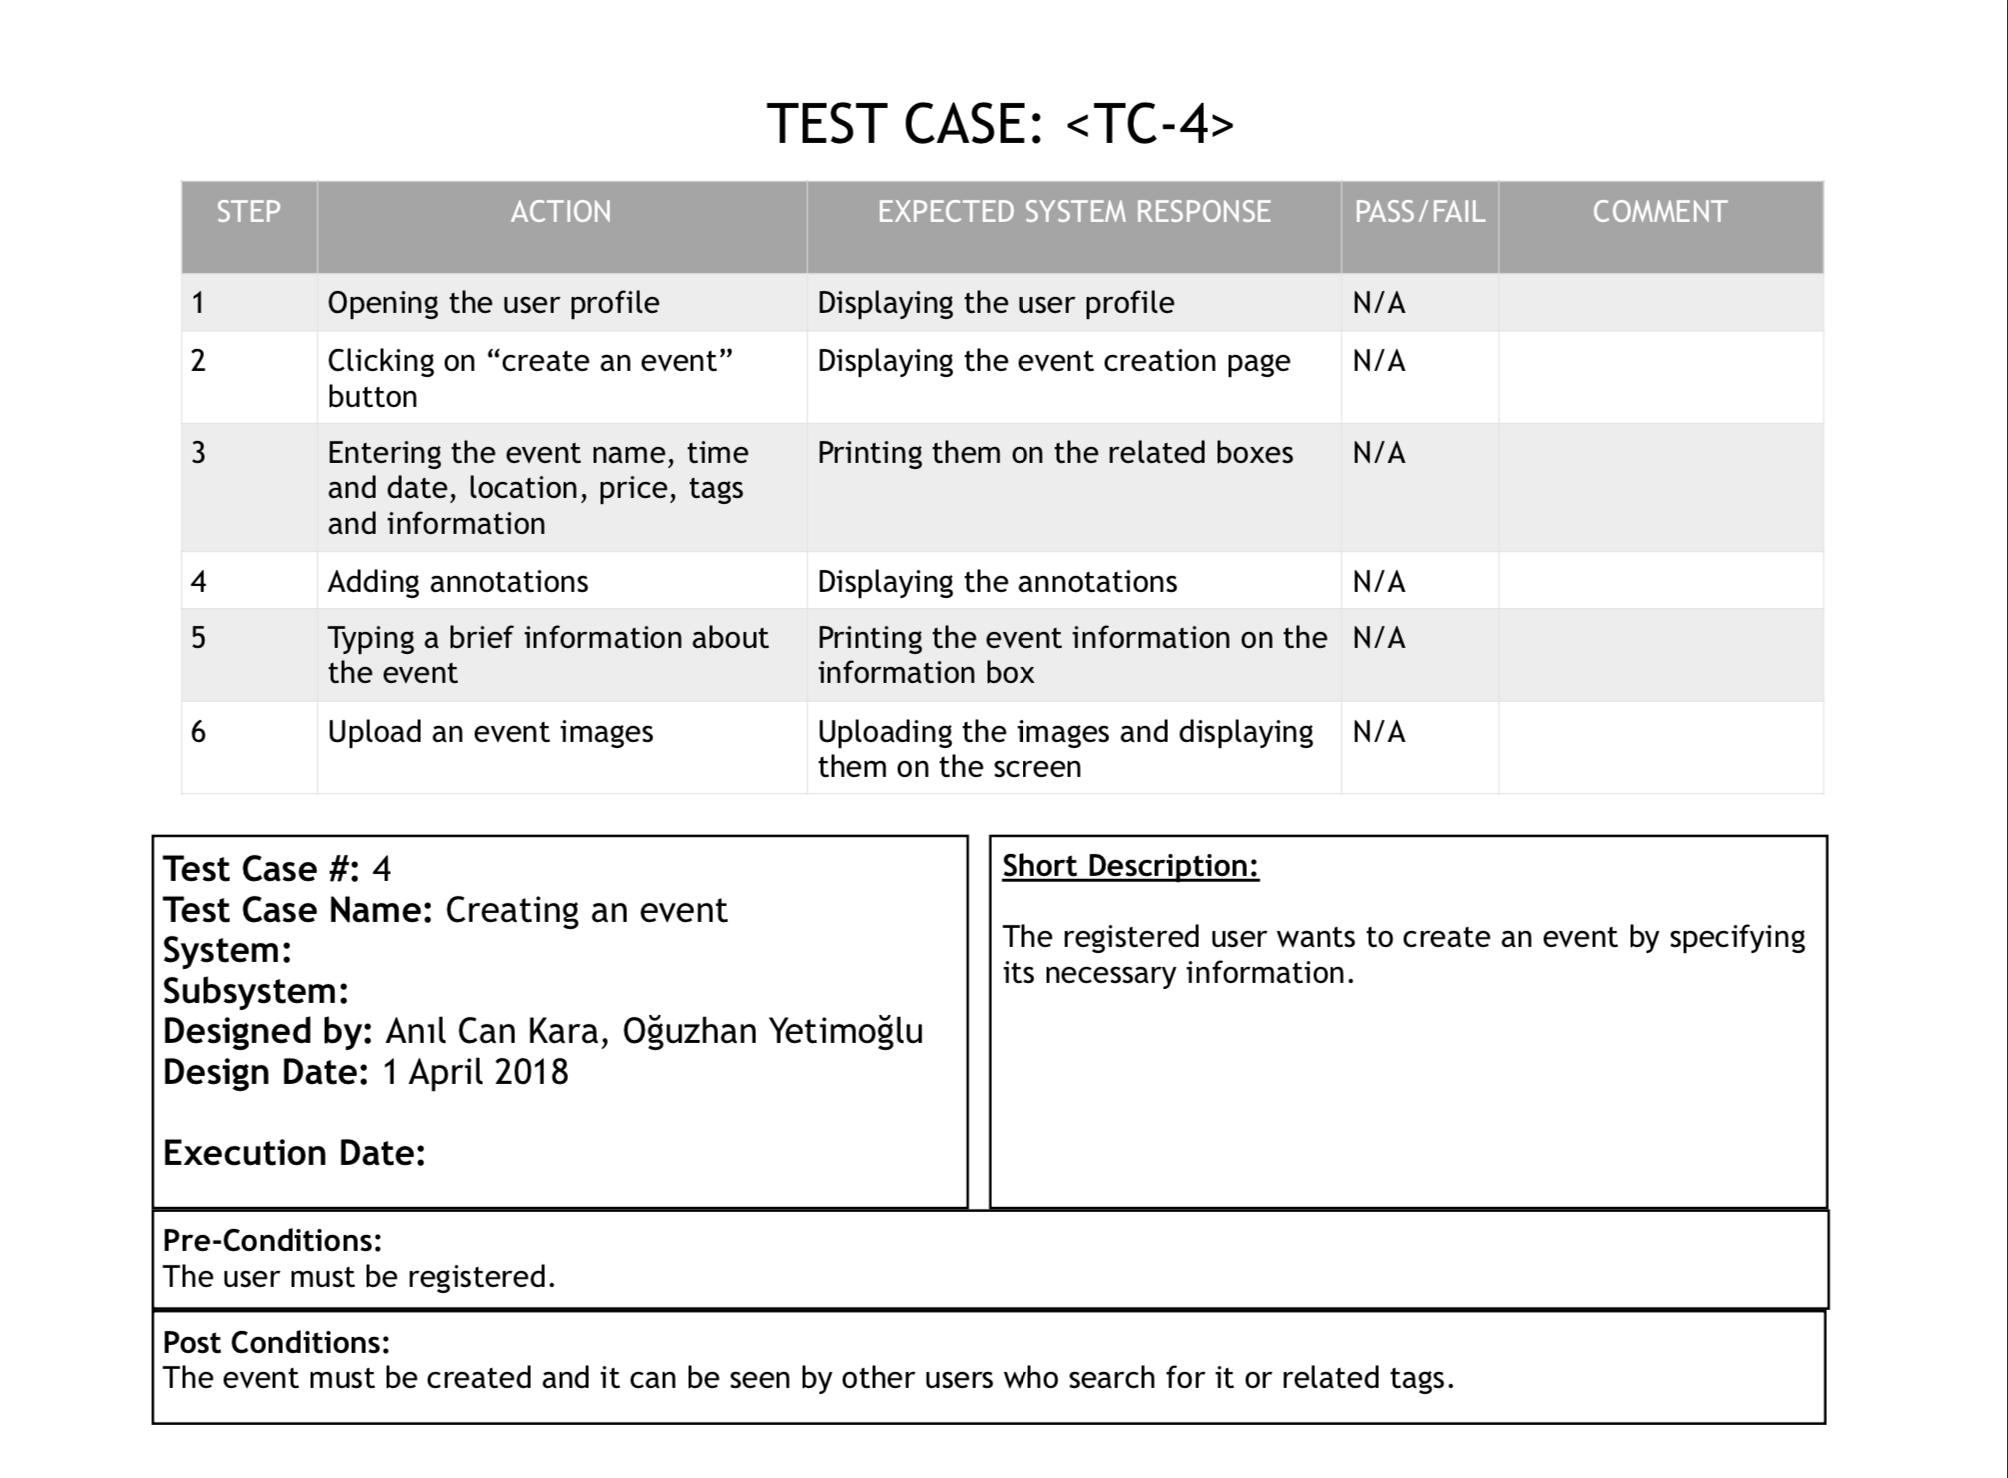 TEST CASE: <TC-4>
STEP ACTION EXPECTED SYSTEM RESPONSE PASS/FAIL COMMENT
1 Opening the user profile Displaying the user profile N/A
2 Clicking on “create an event” Displaying the event creation page N/A
button
3 Entering the event name, time Printing them on the related boxes N/A
and date, location, price, tags
and information
4 Adding annotations Displaying the annotations N/A
5 Typing a brief information about Printing the event information on the N/A
the event information box
6 Upload an event images Uploading the images and displaying N/A
them on the screen
Test Case #: 4
Test Case Name: Creating an event
System:
Subsystem:
Designed by: Anıl Can Kara, Oğuzhan Yetimoğlu
Design Date: 1 April 2018
Execution Date:
Short Description:
The registered user wants to create an event by specifying
its necessary information.
Pre-Conditions:
The user must be registered.
Post Conditions:
The event must be created and it can be seen by other users who search for it or related tags.